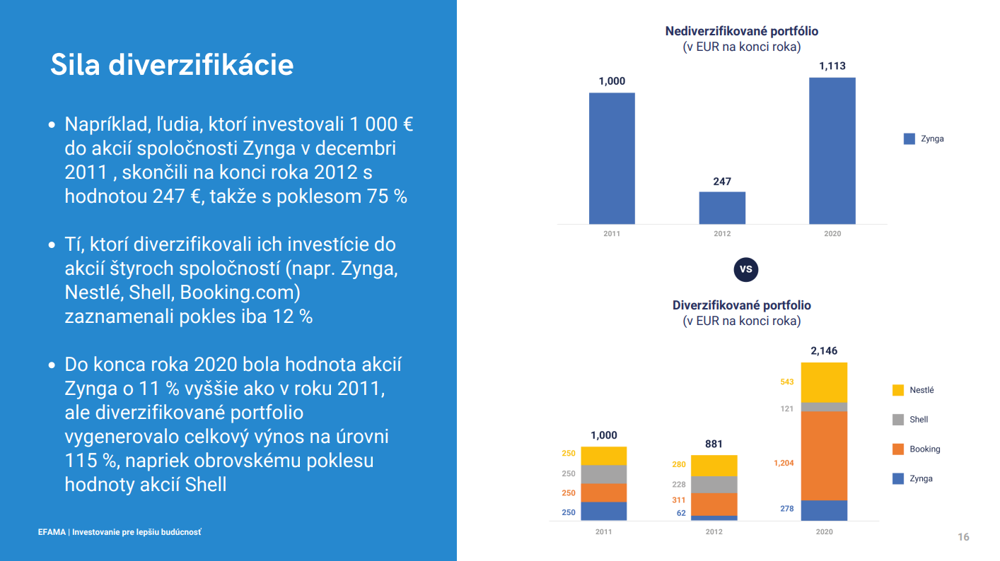 Sila diverzifikácie
• Napríklad, ľudia, ktorí investovali 1 000 €
do akcií spoločnosti Zynga v decembri
2011 , skončili na konci roka 2012 s
hodnotou 247 €, takže s poklesom 75 %
• Tí, ktorí diverzifikovali ich investície do
akcií štyroch spoločností (napr. Zynga,
Nestlé, Shell, Booking.com)
zaznamenali pokles iba 12 %
• Do konca roka 2020 bola hodnota akcií
Zynga o 11 % vyššie ako v roku 2011,
ale diverzifikované portfolio
vygenerovalo celkový výnos na úrovni
115 %, napriek obrovskému poklesu
hodnoty akcií Shell
EFAMA | Investovanie pre lepšiu budúcnosť
Nediverzifikované portfólio
(v EUR na konci roka)
1,000
247
1,113
2011
2012
2020
Zynga
VS
Diverzifikované portfolio
(v EUR na konci roka)
1,000
250
250
250
250
881
280
228
311
62
2,146
543
121
1,204
278
2011
2012
2020
Nestlé
Shell
Booking
Zynga
16